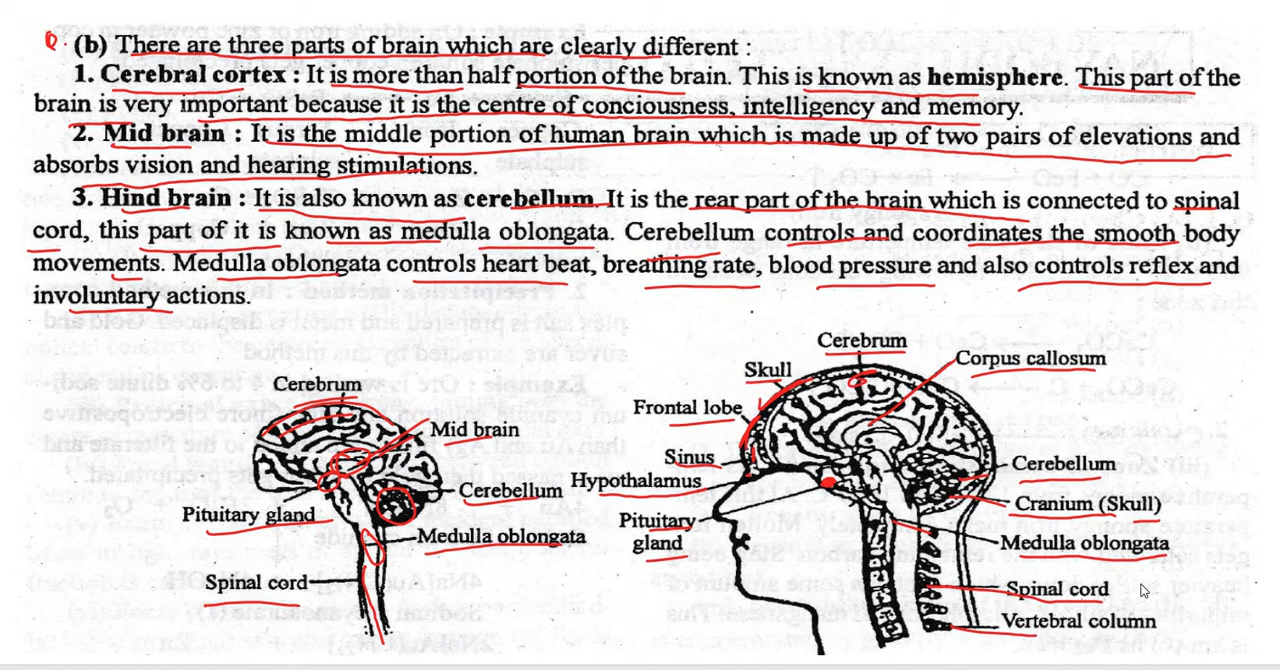 Q. (b) There are three parts of brain which are clearly different :
1. Cerebral cortex : It is more than half portion of the brain. This is known as hemisphere. This part of the
brain is very important because it is the centre of consciousness, intelligency and memory.
2. Mid brain : It is the middle portion of human brain which is made up of two pairs of elevations and
absorbs vision and hearing stimulations.
3. Hind brain : It is also known as cerebellum. It is the rear part of the brain which is connected to spinal
cord, this part of it is known as medulla oblongata. Cerebellum controls and coordinates the smooth body
movements. Medulla oblongata controls heart beat, breathing rate, blood pressure and also controls reflex and
involuntary actions.
Cerebrum
Mid brain
Cerebellum
Pituitary gland
Medulla oblongata
Spinal cord
Cerebrum
Corpus callosum
Skull
Frontal lobe
Sinus
Cerebellum
Hypothalamus
Cranium (Skull)
Pituitary
gland
Medulla oblongata
Spinal cord
Vertebral column